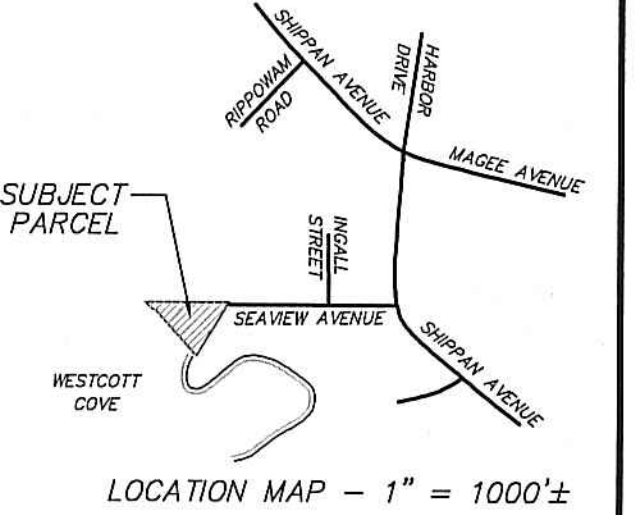 SHIPPAN AVENUE
HARBOR
DRIVE
RIPPOWAM
ROAD
MAGEE AVENUE
SUBJECT
PARCEL
INGALL
STREET
SEAVIEW AVENUE
SHIPPAN AVENUE
WESTCOTT
COVE
LOCATION MAP - 1" = 1000'±